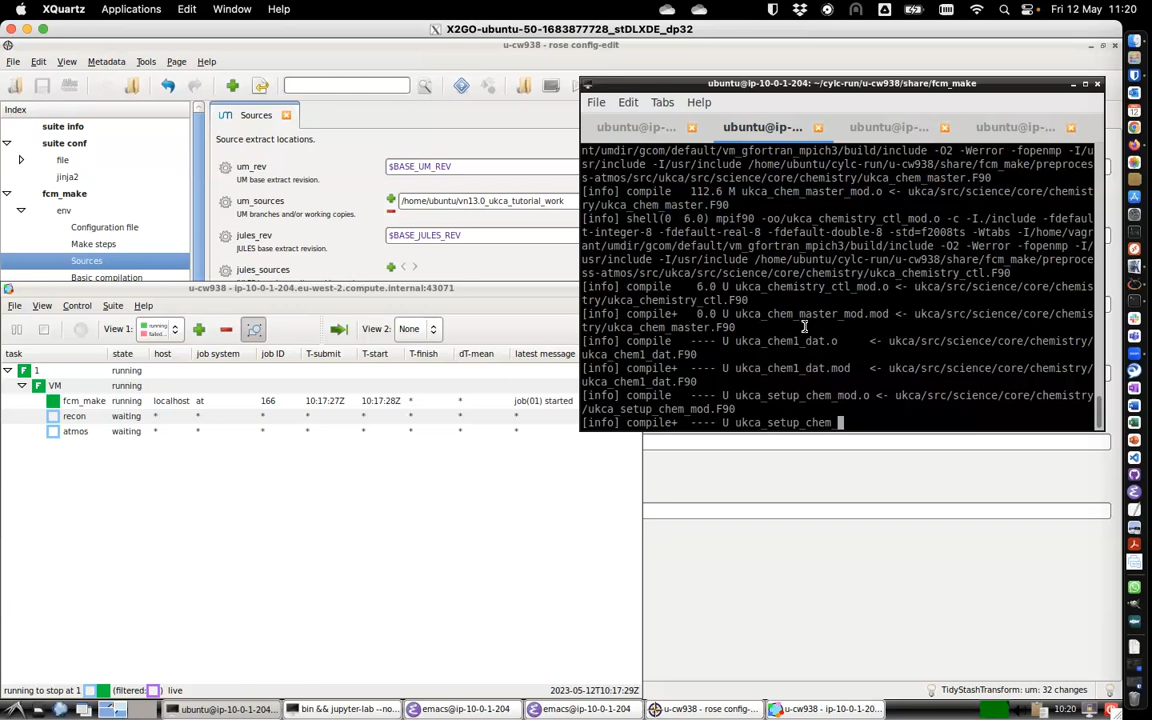 XQuartz Applications Edit Window Help Fri 12 May 11:20
X2GO-ubuntu-50-1683877728_stDLXDE_dp32
u-cw938 - rose config-edit
File Edit View Metadata Tools Page Help
Index
suite info
suite conf
file
jinja2
fcm_make
env
Configuration file
Make steps
Sources
Basic compilation
Sources
Source extract locations.
um_rev $BASE_UM_REV
UM base extract revision.
um_sources /home/ubuntu/vn13.0_ukca_tutorial_work
UM branches and/or working copies.
jules_rev $BASE_JULES_REV
JULES base extract revision.
jules_sources
ubuntu@ip-10-0-1-204: ~/cylc-run/u-cw938/share/fcm_make
File Edit Tabs Help
ubuntu@ip-... ubuntu@ip-... ubuntu@ip-... ubuntu@ip-...
nt/umdir/gcom/default/vm_gfortran_mpich3/build/include -O2 -Werror -fopenmp -I/u
sr/include -I/usr/include /home/ubuntu/cylc-run/u-cw938/share/fcm_make/preproces
s-atmos/src/ukca/src/science/core/chemistry/ukca_chem_master.F90
[info] compile   112.6 M ukca_chem_master_mod.o <- ukca/src/science/core/chemist
ry/ukca_chem_master.F90
[info] shell(0  6.0) mpif90 -oo/ukca_chemistry_ctl_mod.o -c -I./include -fdefaul
t-integer-8 -fdefault-real-8 -fdefault-double-8 -std=f2008ts -Wtabs -I/home/vagr
ant/umdir/gcom/default/vm_gfortran_mpich3/build/include -O2 -Werror -fopenmp -I/
usr/include -I/usr/include /home/ubuntu/cylc-run/u-cw938/share/fcm_make/preproce
ss-atmos/src/ukca/src/science/core/chemistry/ukca_chemistry_ctl.F90
[info] compile     6.0 U ukca_chemistry_ctl_mod.o <- ukca/src/science/core/chemis
try/ukca_chemistry_ctl.F90
[info] compile+    0.0 U ukca_chem_master_mod.mod <- ukca/src/science/core/chemis
try/ukca_chem_master.F90
[info] compile    ---- U ukca_chem1_dat.o     <- ukca/src/science/core/chemistry/
ukca_chem1_dat.F90
[info] compile+   ---- U ukca_chem1_dat.mod   <- ukca/src/science/core/chemistry/
ukca_chem1_dat.F90
[info] compile    ---- U ukca_setup_chem_mod.o <- ukca/src/science/core/chemistry
/ukca_setup_chem_mod.F90
[info] compile+   ---- U ukca_setup_chem_
u-cw938 - ip-10-0-1-204.eu-west-2.compute.internal:43071
File View Control Suite Help
View 1: running failed View 2: None
task state host job system job ID T-submit T-start T-finish dT-mean latest message
1 running
VM running
fcm_make running localhost at 166 10:17:27Z 10:17:28Z * * job(01) started
recon waiting * * * * * * * *
atmos waiting * * * * * * * *
running to stop at 1 (filtered: ) live 2023-05-12T10:17:29Z
TidyStashTransform: um: 32 changes
ubuntu@ip-10-0-1-204... bin && jupyter-lab --no... emacs@ip-10-0-1-204 emacs@ip-10-0-1-204 u-cw938 - rose config-... u-cw938 - ip-10-0-1-20... 10:20